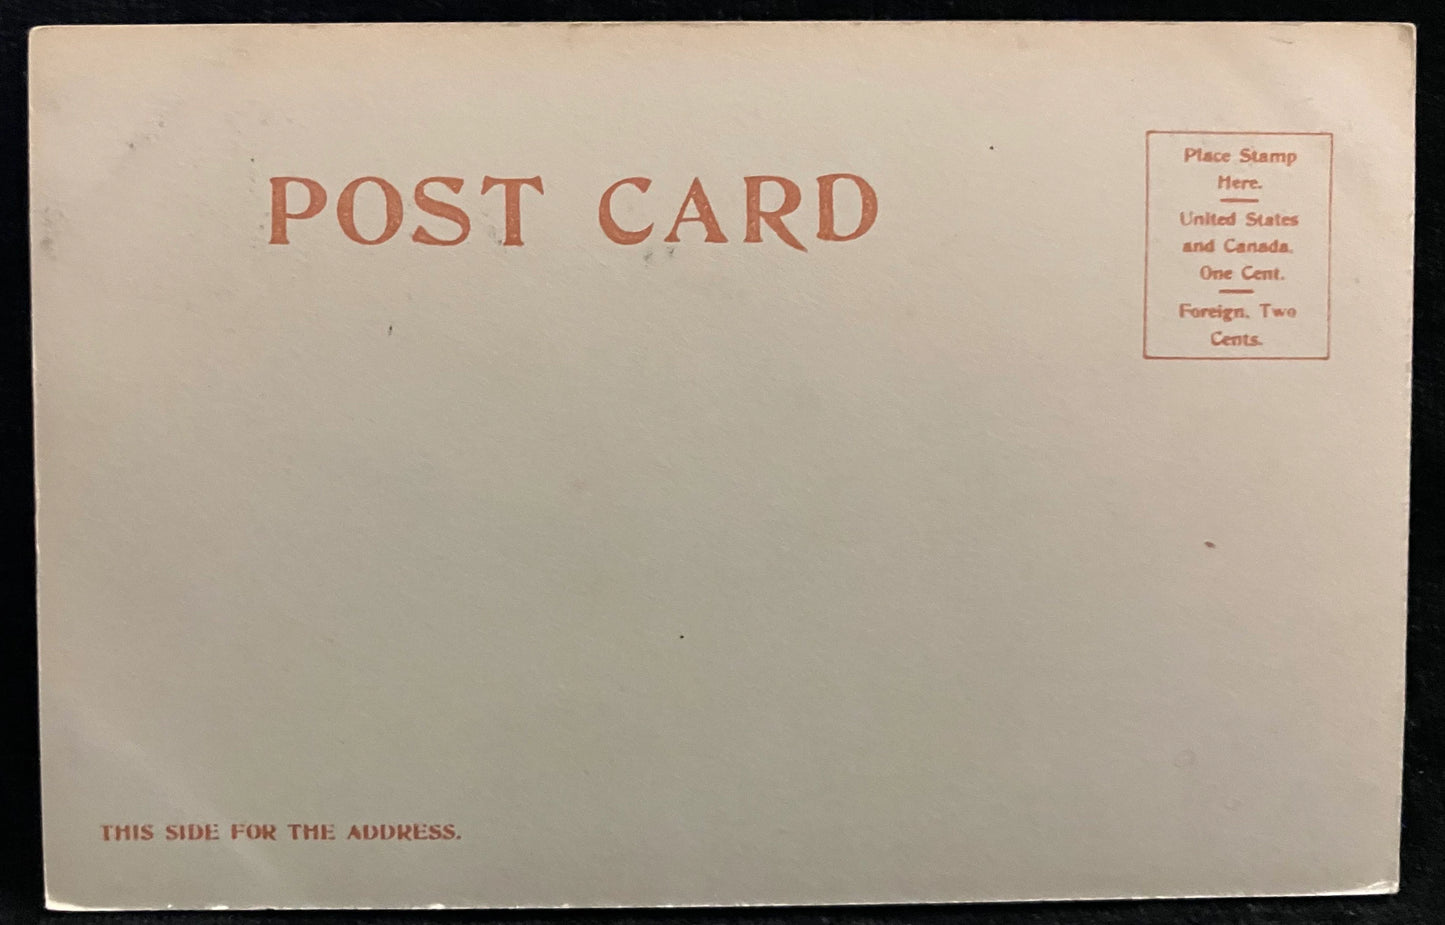 POST CARD
Place Stamp
Here.
United States
and Canada.
One Cent.
Foreign, Two
Cents.
THIS SIDE FOR THE ADDRESS.